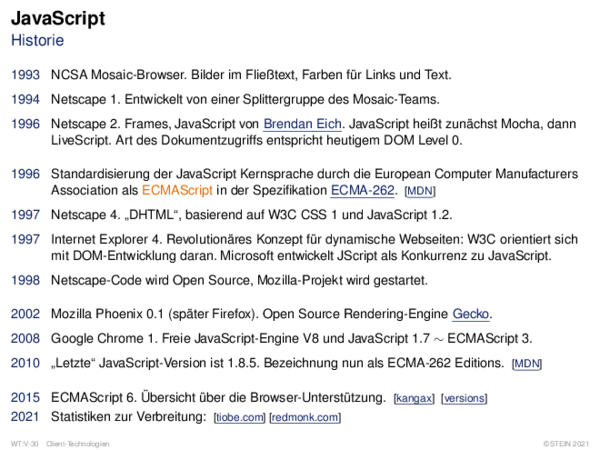 JavaScript
Historie
1993 NCSA Mosaic-Browser. Bilder im Fließtext, Farben für Links und Text.
1994 Netscape 1. Entwickelt von einer Splittergruppe des Mosaic-Teams.
1996 Netscape 2. Frames, JavaScript von Brendan Eich. JavaScript heißt zunächst Mocha, dann
LiveScript. Art des Dokumentzugriffs entspricht heutigem DOM Level 0.
1996 Standardisierung der JavaScript Kernsprache durch die European Computer Manufacturers
Association als ECMAScript in der Spezifikation ECMA-262. [MDN]
1997 Netscape 4. „DHTML“, basierend auf W3C CSS 1 und JavaScript 1.2.
1997 Internet Explorer 4. Revolutionäres Konzept für dynamische Webseiten: W3C orientiert sich
mit DOM-Entwicklung daran. Microsoft entwickelt JScript als Konkurrenz zu JavaScript.
1998 Netscape-Code wird Open Source, Mozilla-Projekt wird gestartet.
2002 Mozilla Phoenix 0.1 (später Firefox). Open Source Rendering-Engine Gecko.
2008 Google Chrome 1. Freie JavaScript-Engine V8 und JavaScript 1.7 ∼ ECMAScript 3.
2010 „Letzte“ JavaScript-Version ist 1.8.5. Bezeichnung nun als ECMA-262 Editions. [MDN]
2015 ECMAScript 6. Übersicht über die Browser-Unterstützung. [kangax] [versions]
2021 Statistiken zur Verbreitung: [tiobe.com] [redmonk.com]
WT:V-30 Client-Technologien ©STEIN 2021